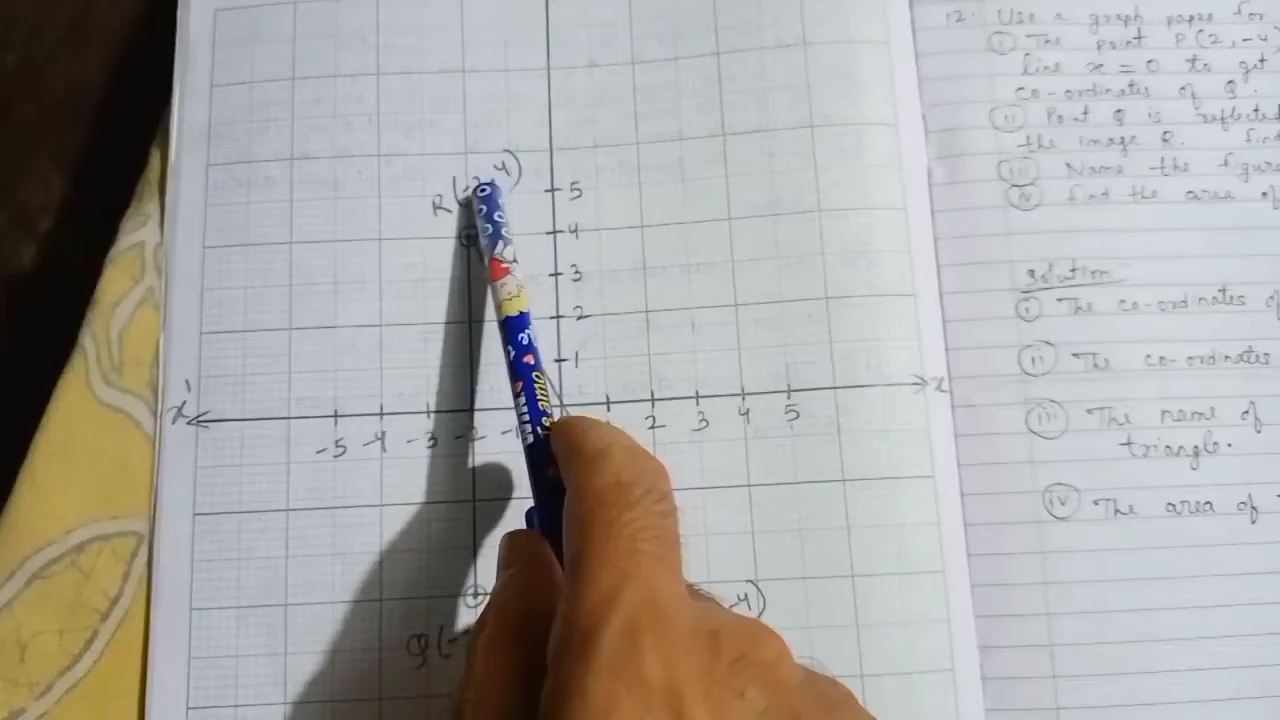 R(-2, 4)
5
4
3
2
1
x'
x
-5 -4 -3 -2 -1 2 3 4 5
-4)
Q(-
12. Use a graph paper for
(i) The point P(2, -4
line x = 0 to get
co-ordinates of Q.
(ii) Point Q is reflected
the image R. find
(iii) Name the figure
(iv) find the area of
Solution
(i) The co-ordinates of
(ii) The co-ordinates
(iii) The name of
triangle.
(iv) The area of